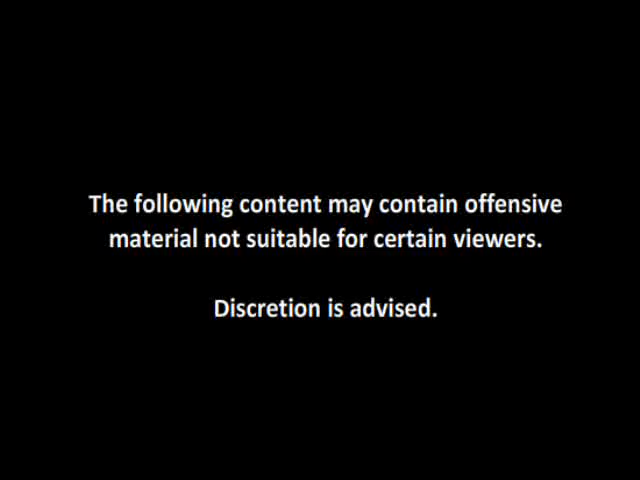 The following content may contain offensive
material not suitable for certain viewers.
Discretion is advised.